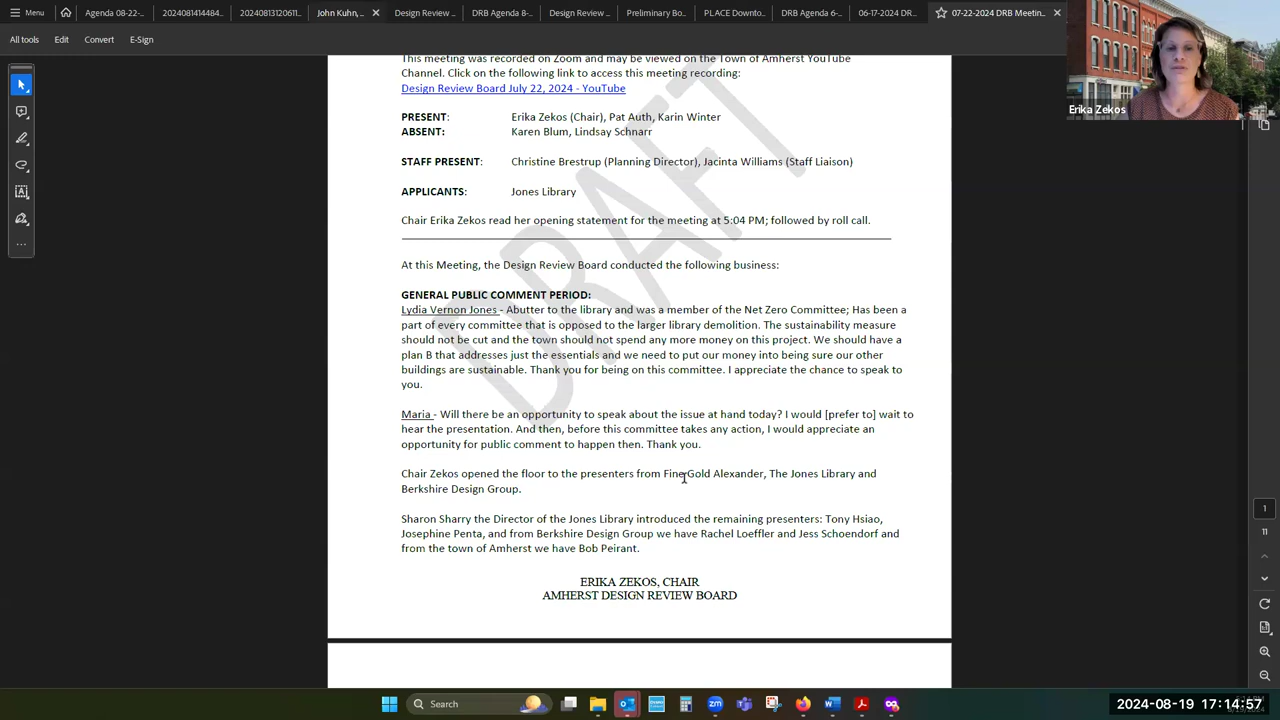 Menu
Agenda 08-22-...
2024081414484...
20240813120611...
John Kuhn, ...
Design Review ...
DRB Agenda 8-...
Design Review ...
Preliminary Bo...
PLACE Downto...
DRB Agenda 6-...
06-17-2024 DR...
07-22-2024 DRB Meetin...
All tools Edit Convert E-Sign
Erika Zekos
This meeting was recorded on Zoom and may be viewed on the Town of Amherst YouTube
Channel. Click on the following link to access this meeting recording:
Design Review Board July 22, 2024 - YouTube
PRESENT: Erika Zekos (Chair), Pat Auth, Karin Winter
ABSENT: Karen Blum, Lindsay Schnarr
STAFF PRESENT: Christine Brestrup (Planning Director), Jacinta Williams (Staff Liaison)
APPLICANTS: Jones Library
Chair Erika Zekos read her opening statement for the meeting at 5:04 PM; followed by roll call.
At this Meeting, the Design Review Board conducted the following business:
GENERAL PUBLIC COMMENT PERIOD:
Lydia Vernon Jones - Abutter to the library and was a member of the Net Zero Committee; Has been a
part of every committee that is opposed to the larger library demolition. The sustainability measure
should not be cut and the town should not spend any more money on this project. We should have a
plan B that addresses just the essentials and we need to put our money into being sure our other
buildings are sustainable. Thank you for being on this committee. I appreciate the chance to speak to
you.
Maria - Will there be an opportunity to speak about the issue at hand today? I would [prefer to] wait to
hear the presentation. And then, before this committee takes any action, I would appreciate an
opportunity for public comment to happen then. Thank you.
Chair Zekos opened the floor to the presenters from Fine Gold Alexander, The Jones Library and
Berkshire Design Group.
Sharon Sharry the Director of the Jones Library introduced the remaining presenters: Tony Hsiao,
Josephine Penta, and from Berkshire Design Group we have Rachel Loeffler and Jess Schoendorf and
from the town of Amherst we have Bob Peirant.
ERIKA ZEKOS, CHAIR
AMHERST DESIGN REVIEW BOARD
DRAFT
1
11
Search
2024-08-19 17:14:57